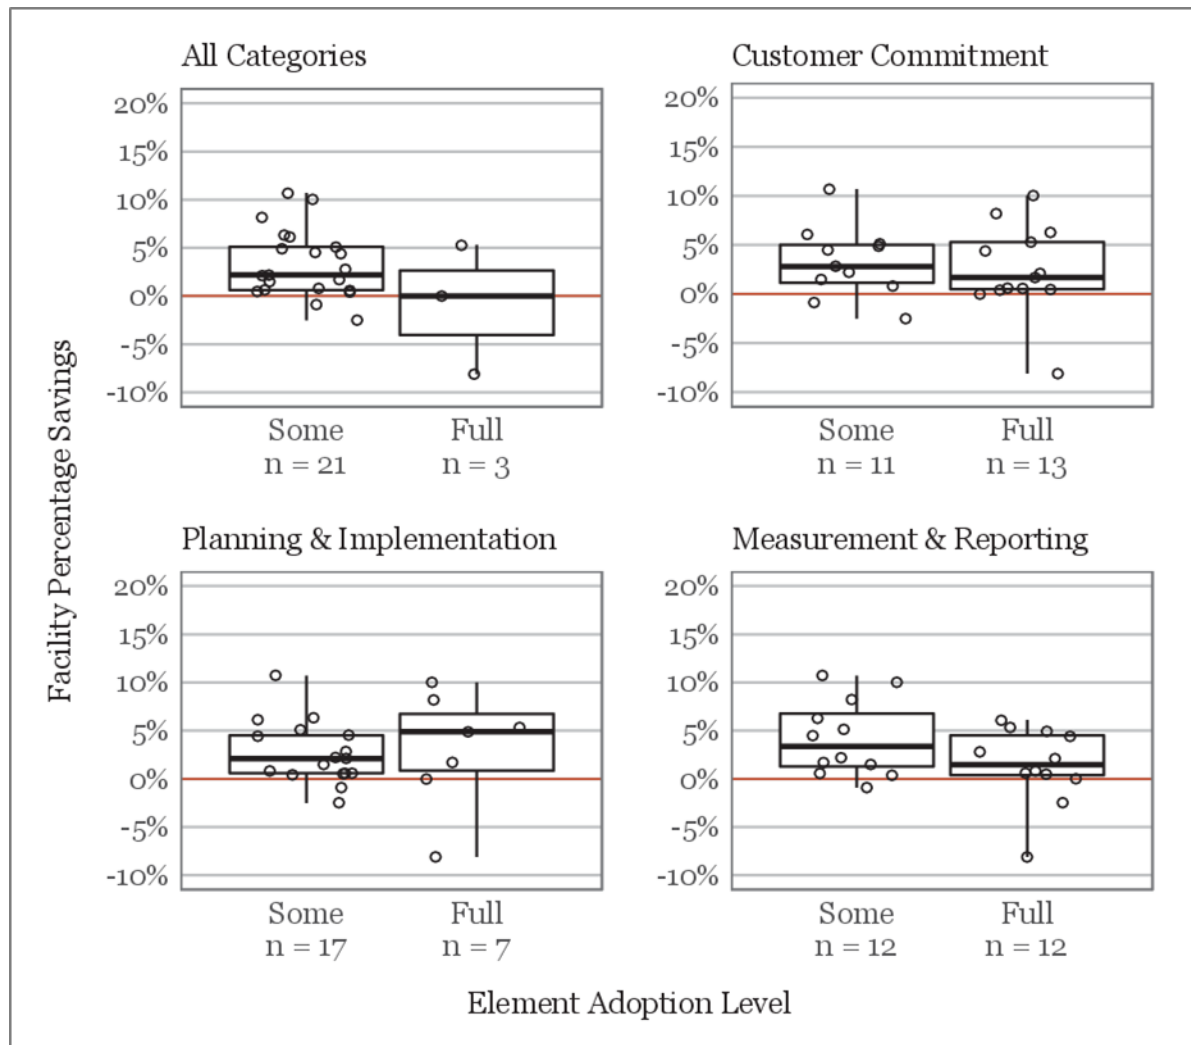 All Categories
20%
15%
10%
5%
0%
-5%
-10%
Some
n = 21
Full
n = 3
Customer Commitment
20%
15%
10%
5%
0%
-5%
-10%
Some
n = 11
Full
n = 13
Facility Percentage Savings
Planning & Implementation
20%
15%
10%
5%
0%
-5%
-10%
Some
n = 17
Full
n = 7
Measurement & Reporting
20%
15%
10%
5%
0%
-5%
-10%
Some
n = 12
Full
n = 12
Element Adoption Level